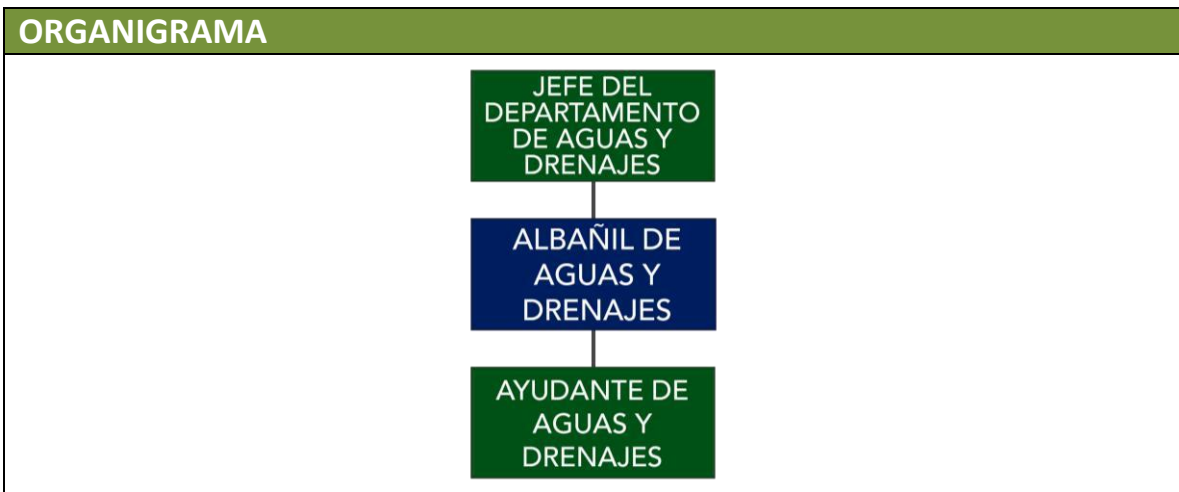 ORGANIGRAMA
JEFE DEL
DEPARTAMENTO
DE AGUAS Y
DRENAJES
ALBAÑIL DE
AGUAS Y
DRENAJES
AYUDANTE DE
AGUAS Y
DRENAJES